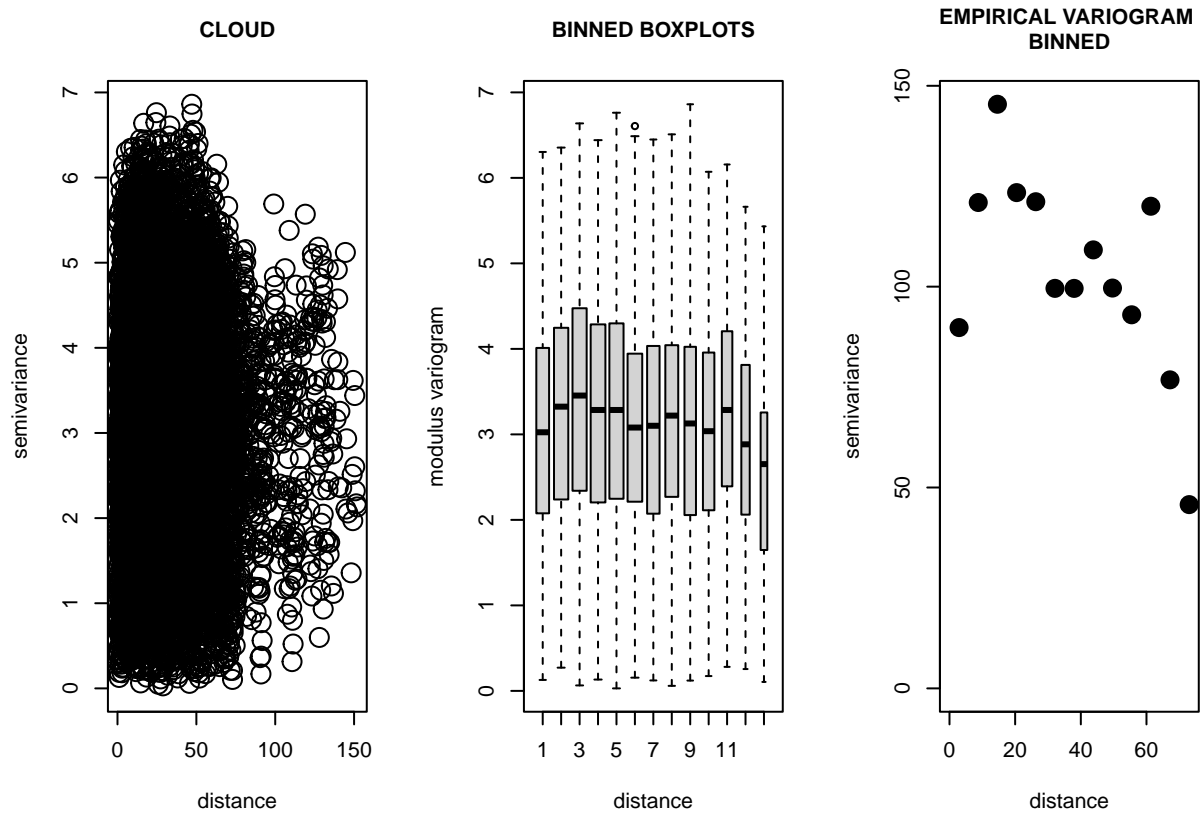 CLOUD
semivariance
7
6
5
4
3
2
1
0
0 50 100 150
distance
BINNED BOXPLOTS
modulus variogram
7
6
5
4
3
2
1
0
1 3 5 7 9 11
distance
EMPIRICAL VARIOGRAM
BINNED
semivariance
150
100
50
0
0 20 40 60
distance